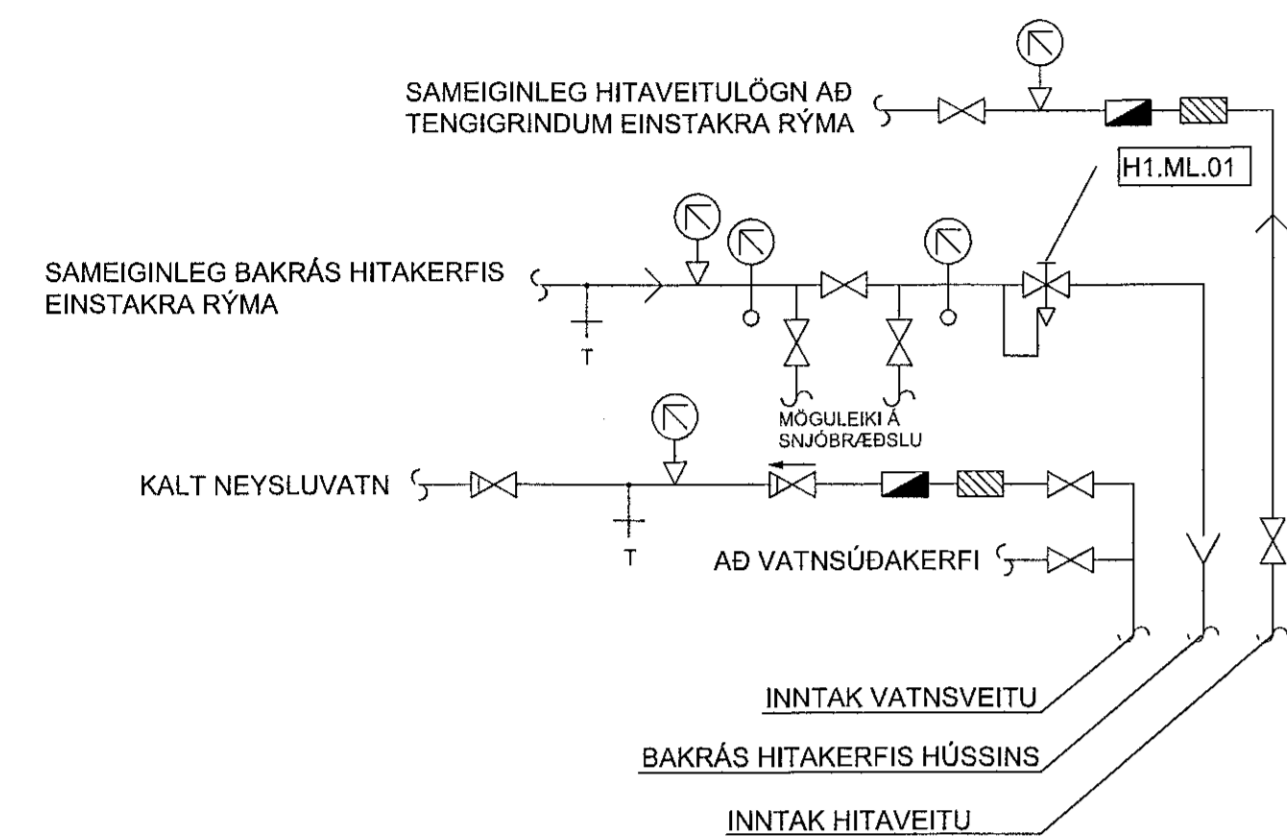 SAMEIGINLEG HITAVEITULÖGN AÐ
TENGIGRINDUM EINSTAKRA RÝMA
H1.ML.01
SAMEIGINLEG BAKRÁS HITAKERFIS
EINSTAKRA RÝMA
T
MÖGULEIKI Á
SNJÓBRÆÐSLU
KALT NEYSLUVATN
T
AÐ VATNSÚÐAKERFI
INNTAK VATNSVEITU
BAKRÁS HITAKERFIS HÚSSINS
INNTAK HITAVEITU